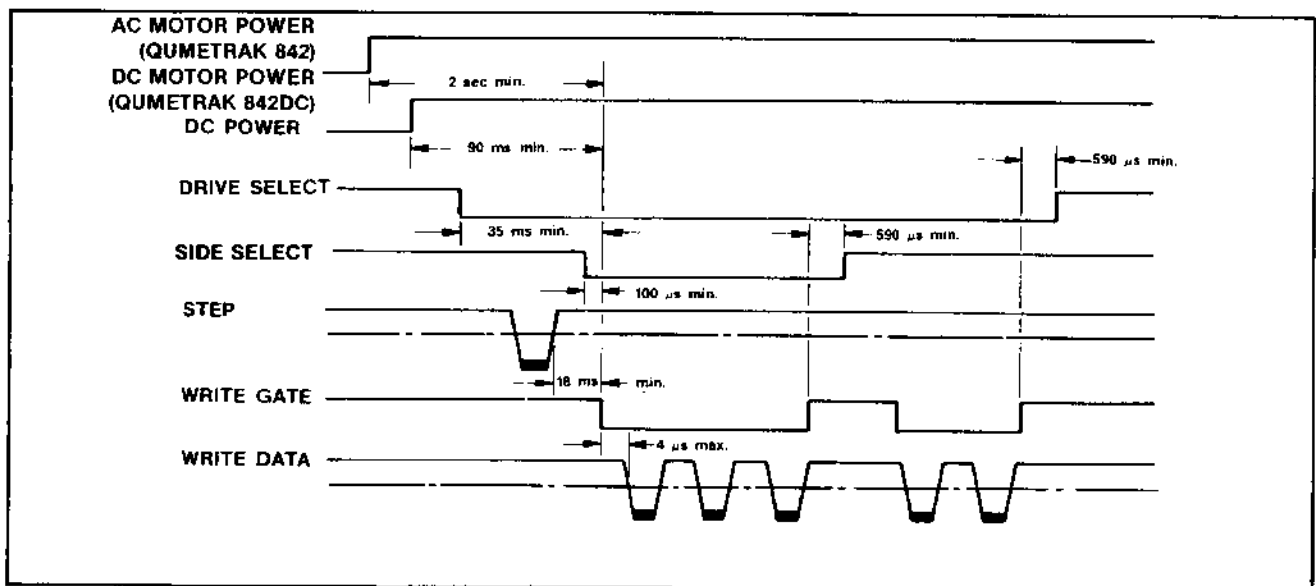 AC MOTOR POWER
(QUMETRAK 842)
DC MOTOR POWER
(QUMETRAK 842DC)
2 sec min.
DC POWER
90 ms min.
590 μs min.
DRIVE SELECT
35 ms min.
590 μs min.
SIDE SELECT
100 μs min.
STEP
18 ms min.
WRITE GATE
4 μs max.
WRITE DATA